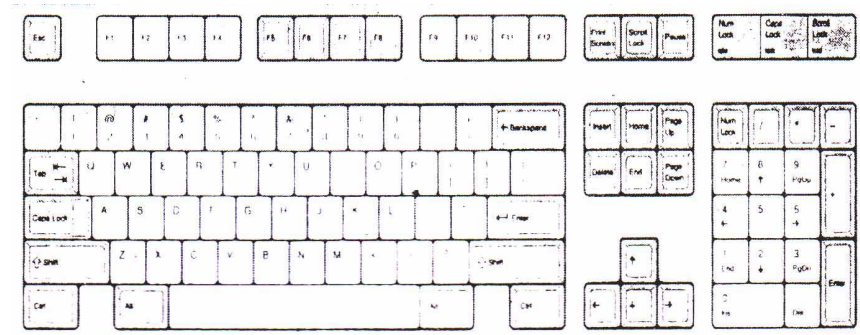 Esc F1 F2 F3 F4 F5 F6 F7 F8 F9 F10 F11 F12 Print Screen Scroll Lock Pause Num Lock Caps Lock Scroll Lock
! @ # $ % & ← Backspace Insert Home Page Up Num Lock / * -
Tab Q W E R T U O P Delete End Page Down 7 Home 8 ↑ 9 PgUp +
Caps Lock A S D F G H J K L ↵ Enter 4 ← 5 →
⇧ Shift Z X C V B N M ⇧ Shift ↑ 1 End 2 ↓ 3 PgDn Enter
Ctrl Alt Alt Ctrl ← ↓ → 0 Ins Del